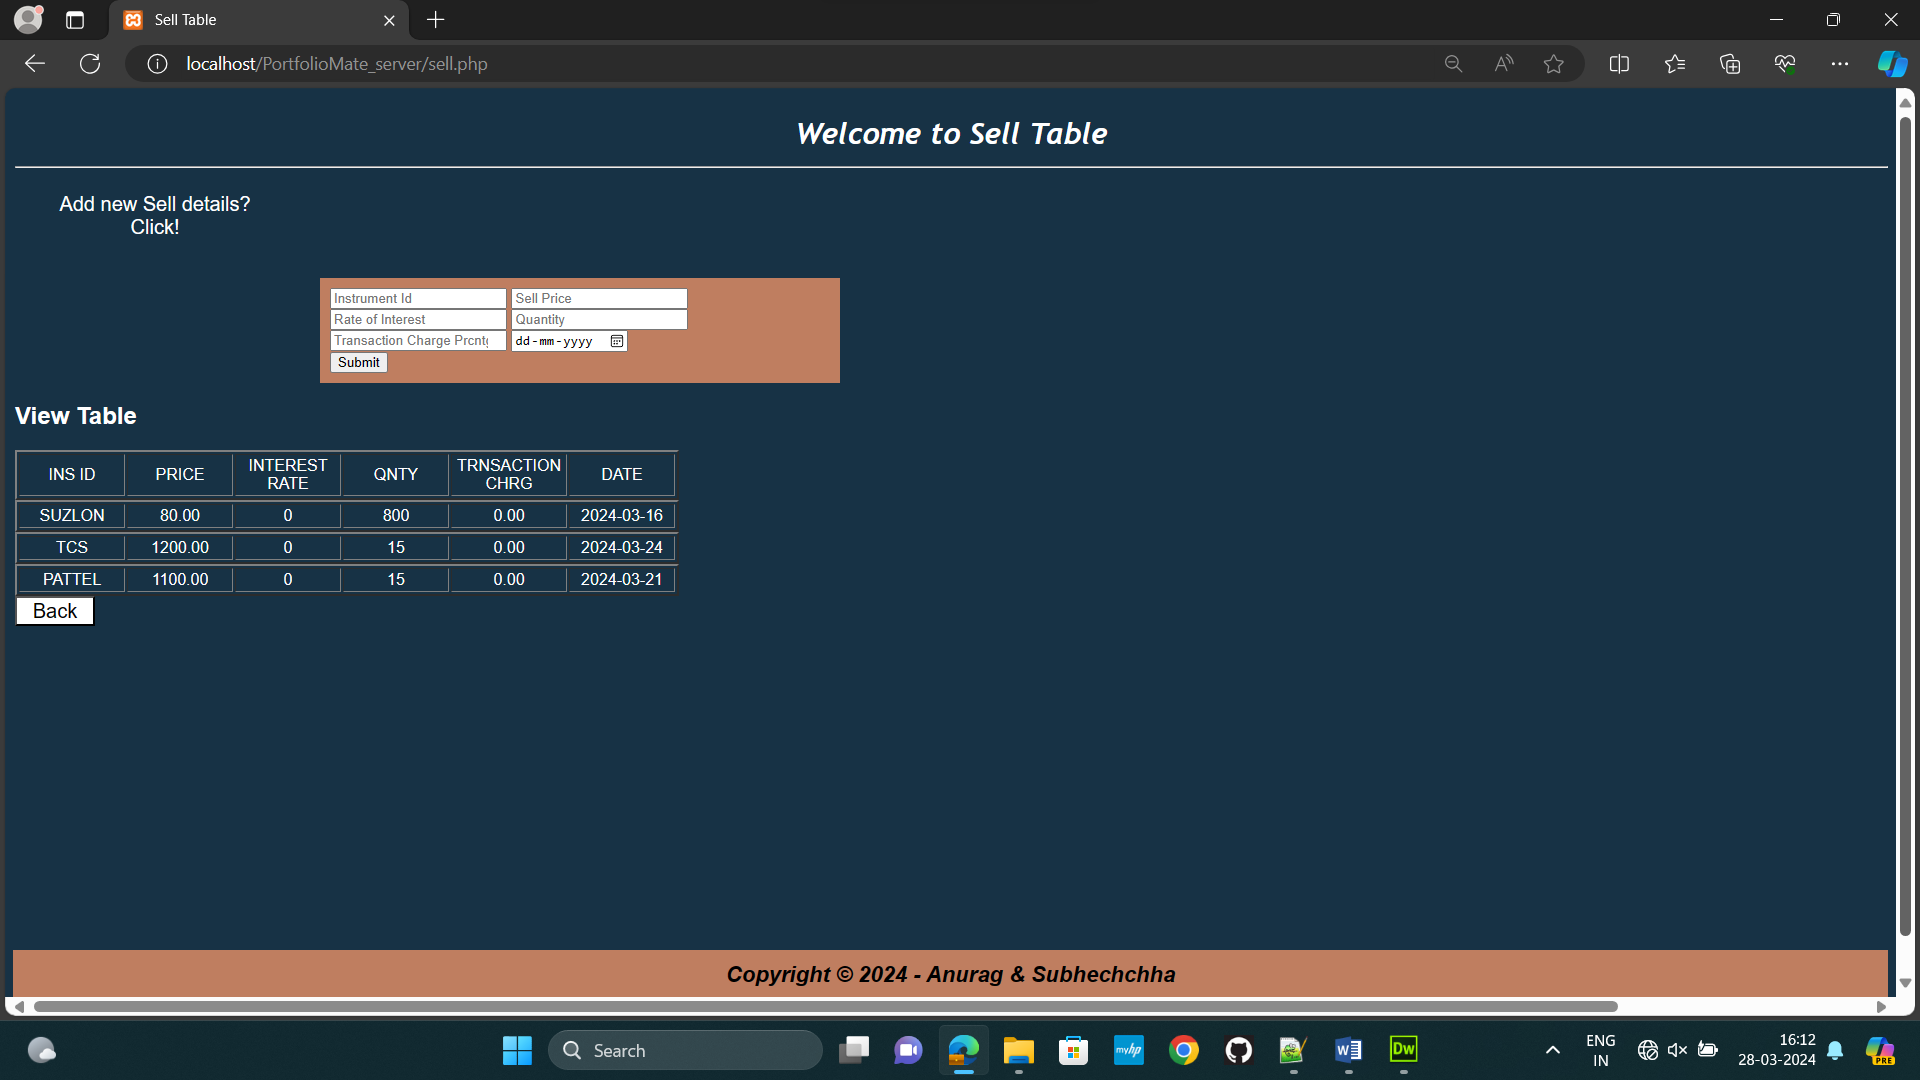 Sell Table
localhost/PortfolioMate_server/sell.php
Welcome to Sell Table
Add new Sell details?
Click!
Instrument Id Sell Price
Rate of Interest Quantity
Transaction Charge Prcnt
dd-mm-yyyy
Submit
View Table
INS ID PRICE INTEREST RATE QNTY TRNSACTION CHRG DATE
SUZLON 80.00 0 800 0.00 2024-03-16
TCS 1200.00 0 15 0.00 2024-03-24
PATTEL 1100.00 0 15 0.00 2024-03-21
Back
Copyright © 2024 - Anurag & Subhechchha
Search
myhp
Dw
ENG
IN
16:12
28-03-2024
PRE